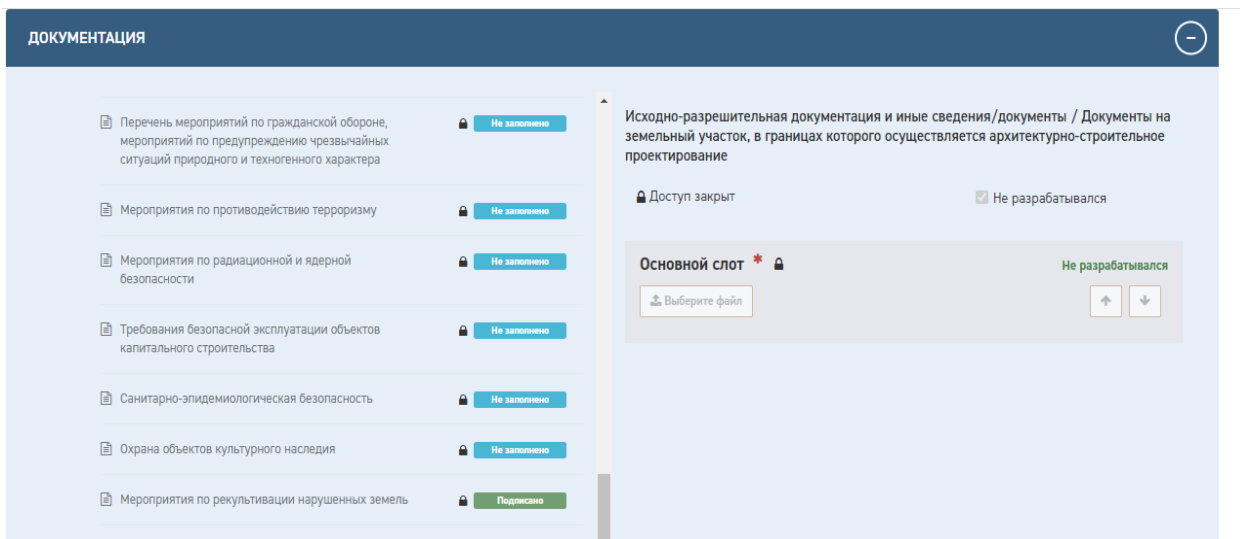 ДОКУМЕНТАЦИЯ
Перечень мероприятий по гражданской обороне,
мероприятий по предупреждению чрезвычайных
ситуаций природного и техногенного характера
Не заполнено
Мероприятия по противодействию терроризму
Не заполнено
Мероприятия по радиационной и ядерной
безопасности
Не заполнено
Требования безопасной эксплуатации объектов
капитального строительства
Не заполнено
Санитарно-эпидемиологическая безопасность
Не заполнено
Охрана объектов культурного наследия
Не заполнено
Мероприятия по рекультивации нарушенных земель
Подписано
Исходно-разрешительная документация и иные сведения/документы / Документы на
земельный участок, в границах которого осуществляется архитектурно-строительное
проектирование
Доступ закрыт
Не разрабатывался
Основной слот *
Не разрабатывался
Выберите файл